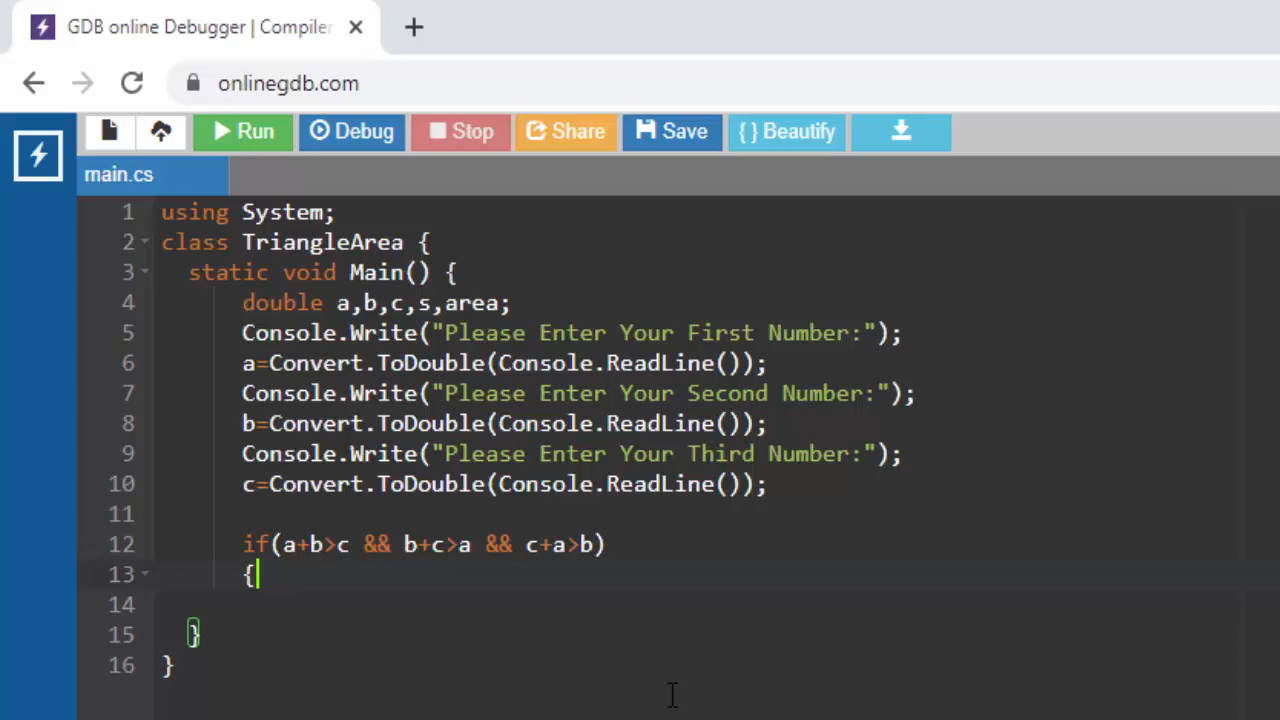 GDB online Debugger | Compiler
onlinegdb.com
Run Debug Stop Share Save { } Beautify
main.cs
1 using System;
2 class TriangleArea {
3 static void Main() {
4 double a,b,c,s,area;
5 Console.Write("Please Enter Your First Number:");
6 a=Convert.ToDouble(Console.ReadLine());
7 Console.Write("Please Enter Your Second Number:");
8 b=Convert.ToDouble(Console.ReadLine());
9 Console.Write("Please Enter Your Third Number:");
10 c=Convert.ToDouble(Console.ReadLine());
11
12 if(a+b>c && b+c>a && c+a>b)
13 {
14
15 }
16 }